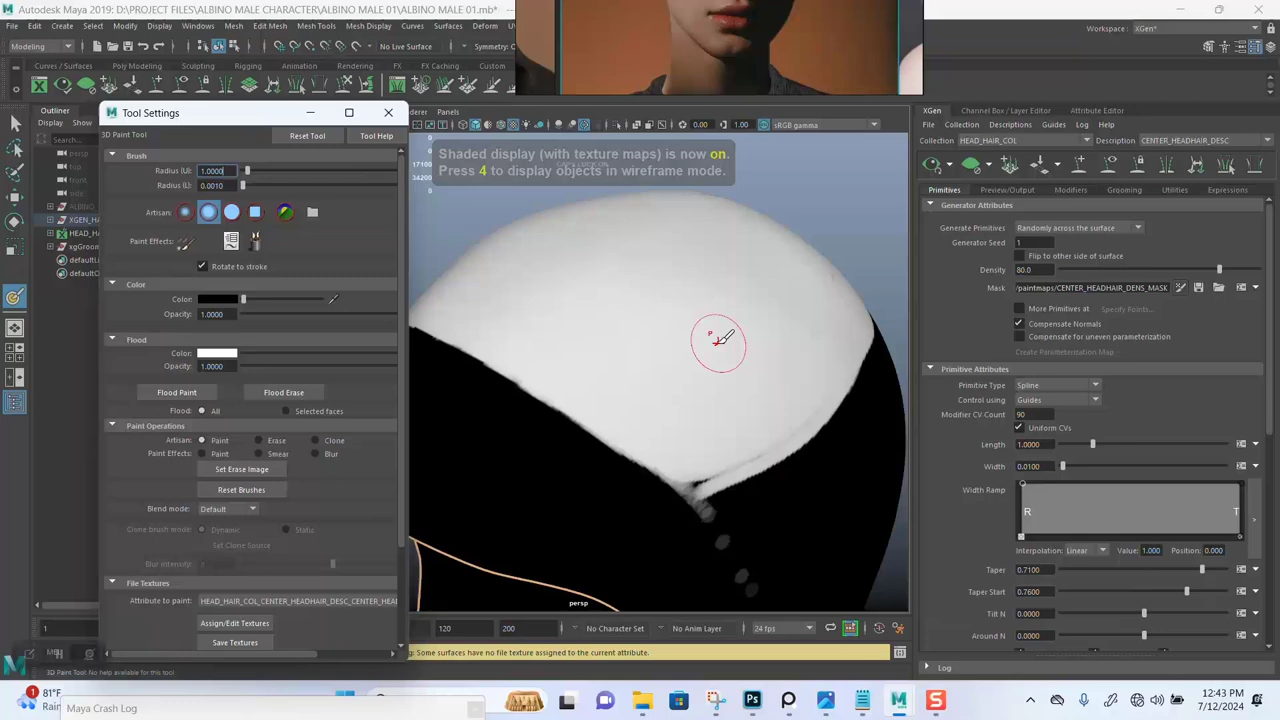 Autodesk Maya 2019: D:\PROJECT FILES\ALBINO MALE CHARACTER\ALBINO MALE 01\ALBINO MALE 01.mb*
File Edit Create Select Modify Display Windows Mesh Edit Mesh Mesh Tools Mesh Display Curves Surfaces Deform
Workspace : XGen*
Modeling
No Live Surface
Symmetry:
Curves / Surfaces Poly Modeling Sculpting Rigging Animation Rendering
Custom
Outliner
Display Show
Search...
persp
top
side
XGEN_HA
HEAD_HA
xgGroom
defaultLi
defaultO
Tool Settings
3D Paint Tool
Reset Tool
Tool Help
Brush
Radius (U): 1.0000
Radius (L): 0.0010
Artisan:
Paint Effects:
Rotate to stroke
Color
Color:
Opacity: 1.0000
Flood
Color:
Opacity: 1.0000
Flood Paint
Flood Erase
Flood: All Selected faces
Paint Operations
Artisan: Paint Erase Clone
Paint Effects: Paint Smear Blur
Set Erase Image
Reset Brushes
Blend mode: Default
Clone brush mode: Dynamic Static
Set Clone Source
Blur intensity:
File Textures
Attribute to paint: HEAD_HAIR_COL_CENTER_HEADHAIR_DESC_CENTER_HEA
Assign/Edit Textures
Save Textures
Panels
0.00
1.00
sRGB gamma
0
17100
34200
Shaded display (with texture maps) is now on.
Press 4 to display objects in wireframe mode.
P
persp
1
120
200
No Character Set
No Anim Layer
24 fps
Some surfaces have no file texture assigned to the current attribute.
3D Paint Tool: No help available for this tool
XGen Channel Box / Layer Editor Attribute Editor
File Collection Descriptions Guides Log Help
Collection HEAD_HAIR_COL
Description CENTER_HEADHAIR_DESC
Primitives Preview/Output Modifiers Grooming Utilities Expressions
Generator Attributes
Generate Primitives Randomly across the surface
Generator Seed 1
Flip to other side of surface
Density 80.0
Mask /paintmaps/CENTER_HEADHAIR_DENS_MASK
More Primitives at Specify Points...
Compensate Normals
Compensate for uneven parameterization
Create Parameterization Map
Primitive Attributes
Primitive Type Spline
Control using Guides
Modifier CV Count 90
Uniform CVs
Length 1.0000
Width 0.0100
Width Ramp R T
Interpolation: Linear Value: 1.000 Position: 0.000
Taper 0.7100
Taper Start 0.7600
Tilt N 0.0000
Around N 0.0000
Log
1
81°F
Maya Crash Log
12:43 PM
7/12/2024